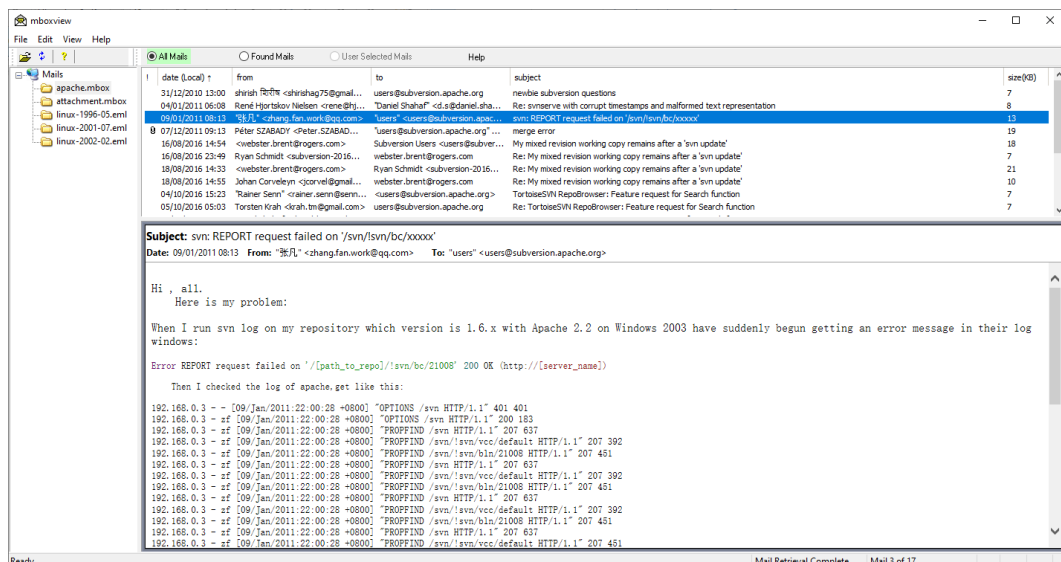 mboxview
File Edit View Help
All Mails Found Mails User Selected Mails Help
Mails
apache.mbox
attachment.mbox
linux-1996-05.eml
linux-2001-07.eml
linux-2002-02.eml
! date (Local) ↑ from to subject size(KB)
31/12/2010 13:00 shirish शिरीष <shirishag75@gmail.... users@subversion.apache.org newbie subversion questions 7
04/01/2011 06:08 René Hjortskov Nielsen <rene@hj... "Daniel Shahaf" <d.s@daniel.sha... Re: svnserve with corrupt timestamps and malformed text representation 8
09/01/2011 08:13 "张凡" <zhang.fan.work@qq.com> "users" <users@subversion.apac... svn: REPORT request failed on '/svn/!svn/bc/xxxxx' 13
07/12/2011 09:13 Péter SZABADY <Peter.SZABAD... "users@subversion.apache.org" ... merge error 19
16/08/2016 14:54 <webster.brent@rogers.com> Subversion Users <users@subver... My mixed revision working copy remains after a 'svn update' 18
16/08/2016 23:49 Ryan Schmidt <subversion-2016... webster.brent@rogers.com Re: My mixed revision working copy remains after a 'svn update' 7
18/08/2016 14:33 <webster.brent@rogers.com> Ryan Schmidt <subversion-2016... Re: My mixed revision working copy remains after a 'svn update' 21
18/08/2016 14:55 Johan Corveleyn <jcorvel@gmail... webster.brent@rogers.com Re: My mixed revision working copy remains after a 'svn update' 10
04/10/2016 15:23 "Rainer Senn" <rainer.senn@senn... <users@subversion.apache.org> TortoiseSVN RepoBrowser: Feature request for Search function 7
05/10/2016 05:03 Torsten Krah <krah.tm@gmail.com> users@subversion.apache.org Re: TortoiseSVN RepoBrowser: Feature request for Search function 7
Subject: svn: REPORT request failed on '/svn/!svn/bc/xxxxx'
Date: 09/01/2011 08:13 From: "张凡" <zhang.fan.work@qq.com> To: "users" <users@subversion.apache.org>
Hi , all.
Here is my problem:
When I run svn log on my repository which version is 1.6.x with Apache 2.2 on Windows 2003 have suddenly begun getting an error message in their log
windows:
Error REPORT request failed on '/[path_to_repo]/!svn/bc/21008' 200 OK (http://[server_name])
Then I checked the log of apache,get like this:
192.168.0.3 - - [09/Jan/2011:22:00:28 +0800] "OPTIONS /svn HTTP/1.1" 401 401
192.168.0.3 - zf [09/Jan/2011:22:00:28 +0800] "OPTIONS /svn HTTP/1.1" 200 183
192.168.0.3 - zf [09/Jan/2011:22:00:28 +0800] "PROPFIND /svn HTTP/1.1" 207 637
192.168.0.3 - zf [09/Jan/2011:22:00:28 +0800] "PROPFIND /svn/!svn/vcc/default HTTP/1.1" 207 392
192.168.0.3 - zf [09/Jan/2011:22:00:28 +0800] "PROPFIND /svn/!svn/bln/21008 HTTP/1.1" 207 451
192.168.0.3 - zf [09/Jan/2011:22:00:28 +0800] "PROPFIND /svn HTTP/1.1" 207 637
192.168.0.3 - zf [09/Jan/2011:22:00:28 +0800] "PROPFIND /svn/!svn/vcc/default HTTP/1.1" 207 392
192.168.0.3 - zf [09/Jan/2011:22:00:28 +0800] "PROPFIND /svn/!svn/bln/21008 HTTP/1.1" 207 451
192.168.0.3 - zf [09/Jan/2011:22:00:28 +0800] "PROPFIND /svn HTTP/1.1" 207 637
192.168.0.3 - zf [09/Jan/2011:22:00:28 +0800] "PROPFIND /svn/!svn/vcc/default HTTP/1.1" 207 392
192.168.0.3 - zf [09/Jan/2011:22:00:28 +0800] "PROPFIND /svn/!svn/bln/21008 HTTP/1.1" 207 451
192.168.0.3 - zf [09/Jan/2011:22:00:28 +0800] "PROPFIND /svn HTTP/1.1" 207 637
192.168.0.3 - zf [09/Jan/2011:22:00:28 +0800] "PROPFIND /svn/!svn/vcc/default HTTP/1.1" 207 451
Ready Mail Retrieval Complete Mail 3 of 17